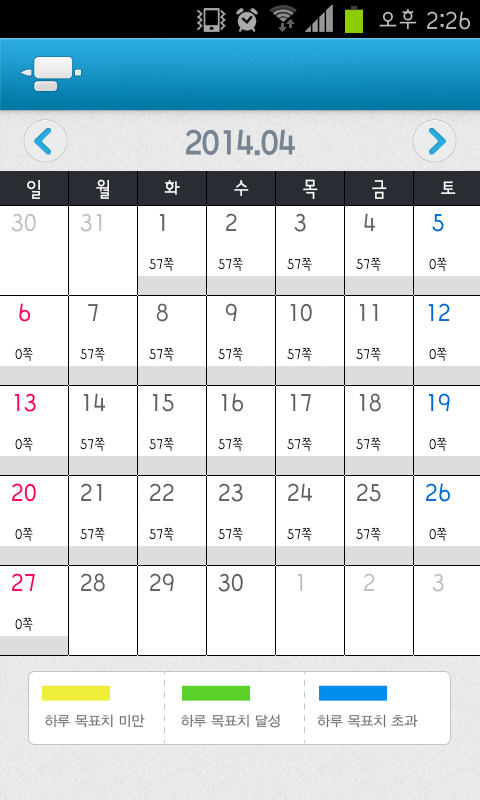 오후 2:26
2014.04
일 월 화 수 목 금 토
30 31 1 2 3 4 5
57쪽 57쪽 57쪽 57쪽 0쪽
6 7 8 9 10 11 12
0쪽 57쪽 57쪽 57쪽 57쪽 57쪽 0쪽
13 14 15 16 17 18 19
0쪽 57쪽 57쪽 57쪽 57쪽 57쪽 0쪽
20 21 22 23 24 25 26
0쪽 57쪽 57쪽 57쪽 57쪽 57쪽 0쪽
27 28 29 30 1 2 3
0쪽
하루 목표치 미만 하루 목표치 달성 하루 목표치 초과